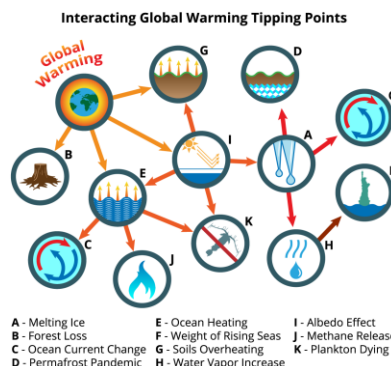 Interacting Global Warming Tipping Points
Global
Warming
G
D
B
E
I
A
C
J
K
H
A - Melting Ice
B - Forest Loss
C - Ocean Current Change
D - Permafrost Pandemic
E - Ocean Heating
F - Weight of Rising Seas
G - Soils Overheating
H - Water Vapor Increase
I - Albedo Effect
J - Methane Release
K - Plankton Dying